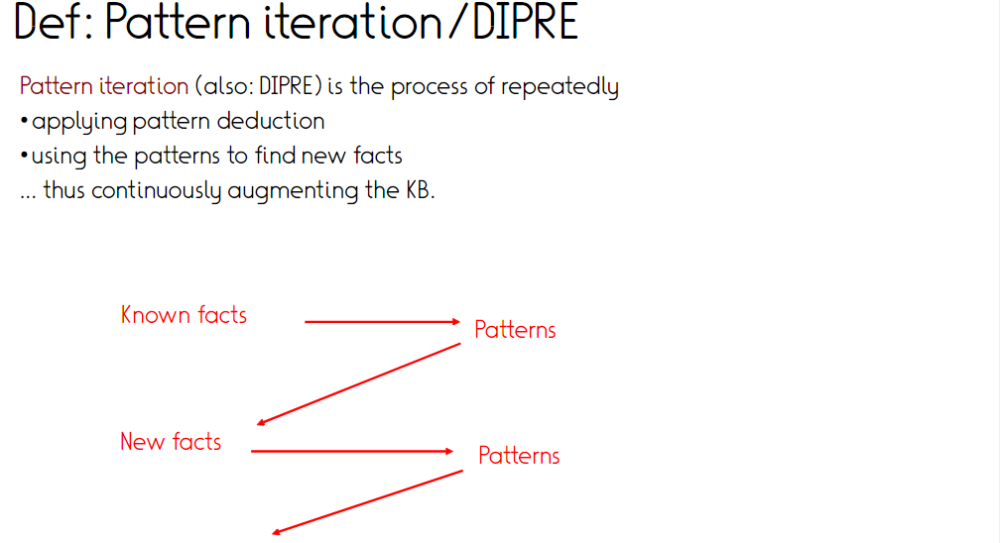 Def: Pattern iteration/DIPRE
Pattern iteration (also: DIPRE) is the process of repeatedly
•applying pattern deduction
•using the patterns to find new facts
... thus continuously augmenting the KB.
Known facts
Patterns
New facts
Patterns